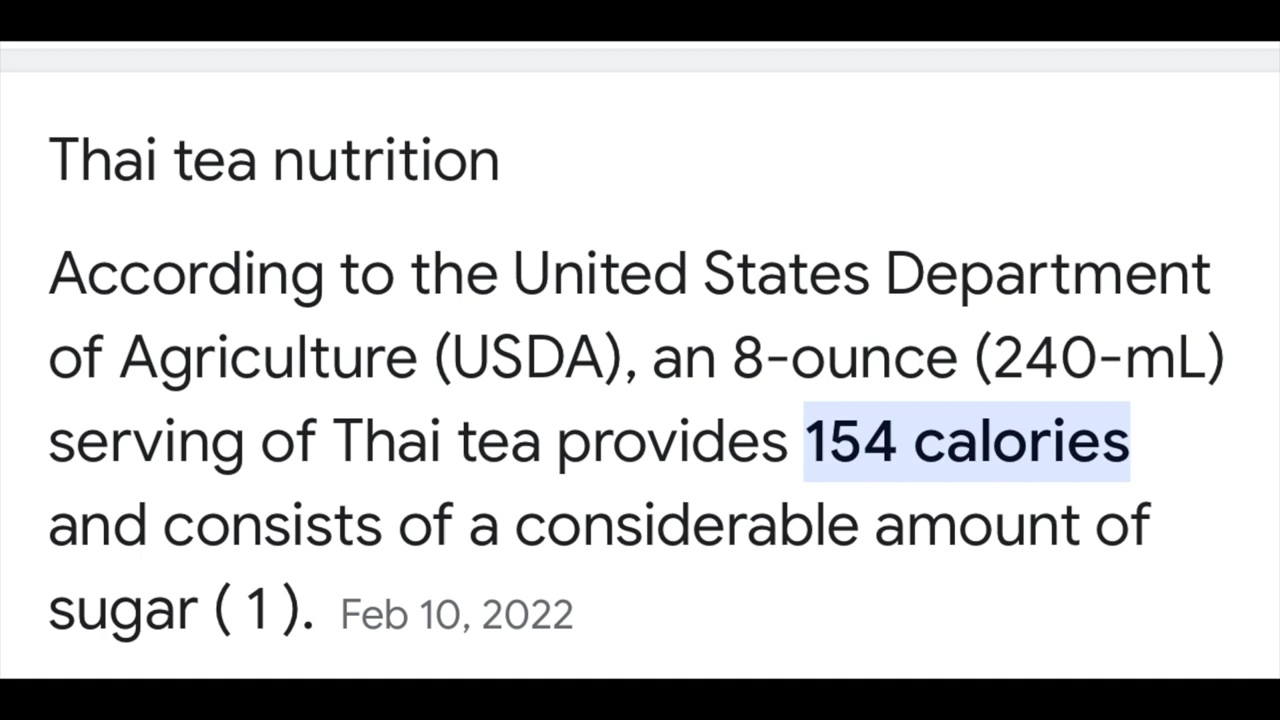 Thai tea nutrition
According to the United States Department
of Agriculture (USDA), an 8-ounce (240-mL)
serving of Thai tea provides 154 calories
and consists of a considerable amount of
sugar ( 1 ). Feb 10, 2022